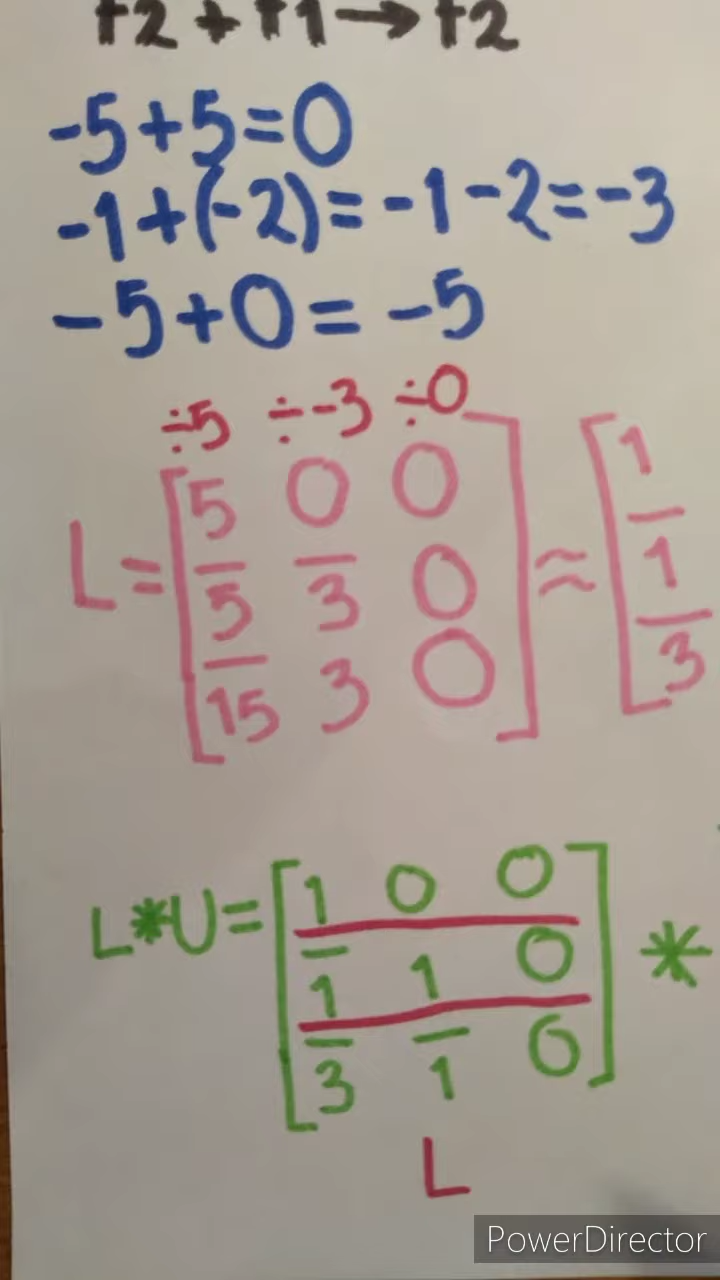 f2 + f1 → f2
-5+5=0
-1+(-2)=-1-2=-3
-5+0=-5
÷5 ÷-3 ÷0
5 0 0 1
L= -5 -3 0 ≈ -1
-15 3 0 -3
1 0 0
L*U= -1 1 0 *
-3 -1 0
L
PowerDirector